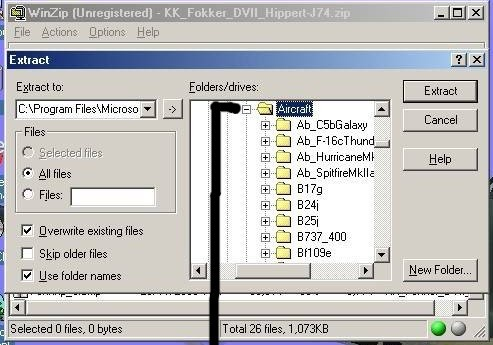 WinZip (Unregistered) - KK_Fokker_DVII_Hippert-J74.zip
File Actions Options Help
Extract
Extract to:
C:\Program Files\Microso
->
Folders/drives:
Extract
Cancel
Help
Files
Selected files
All files
Files:
Overwrite existing files
Skip older files
Use folder names
Aircraft
Ab_C5bGalaxy
Ab_F-16cThund
Ab_HurricaneMk
Ab_SpitfireMkIIa
B17g
B24j
B25j
B737_400
Bf109e
New Folder...
Selected 0 files, 0 bytes
Total 26 files, 1,073KB